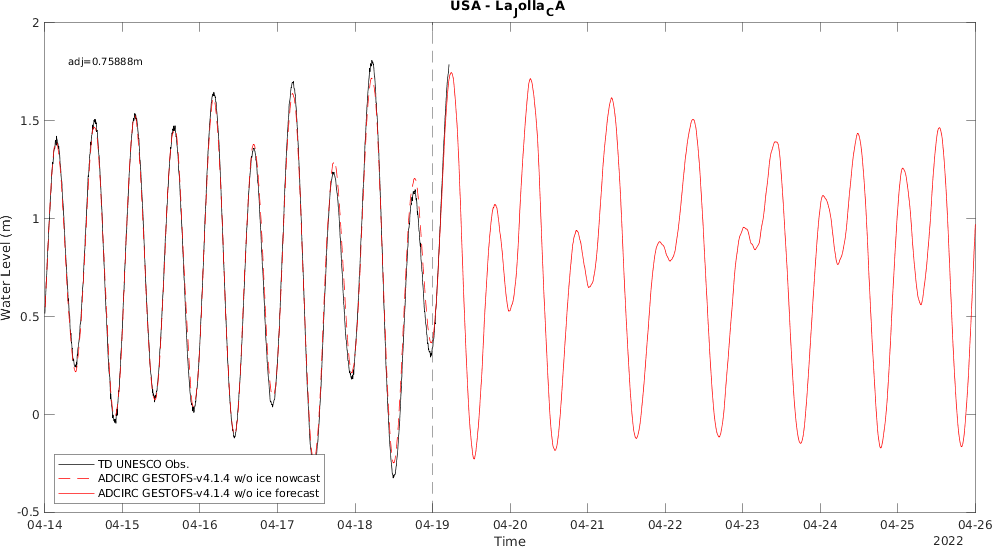 USA - LaJollaCA
2
adj=0.75888m
1.5
1
0.5
0
-0.5
Water Level (m)
TD UNESCO Obs.
ADCIRC GESTOFS-v4.1.4 w/o ice nowcast
ADCIRC GESTOFS-v4.1.4 w/o ice forecast
04-14 04-15 04-16 04-17 04-18 04-19 04-20 04-21 04-22 04-23 04-24 04-25 04-26
Time
2022